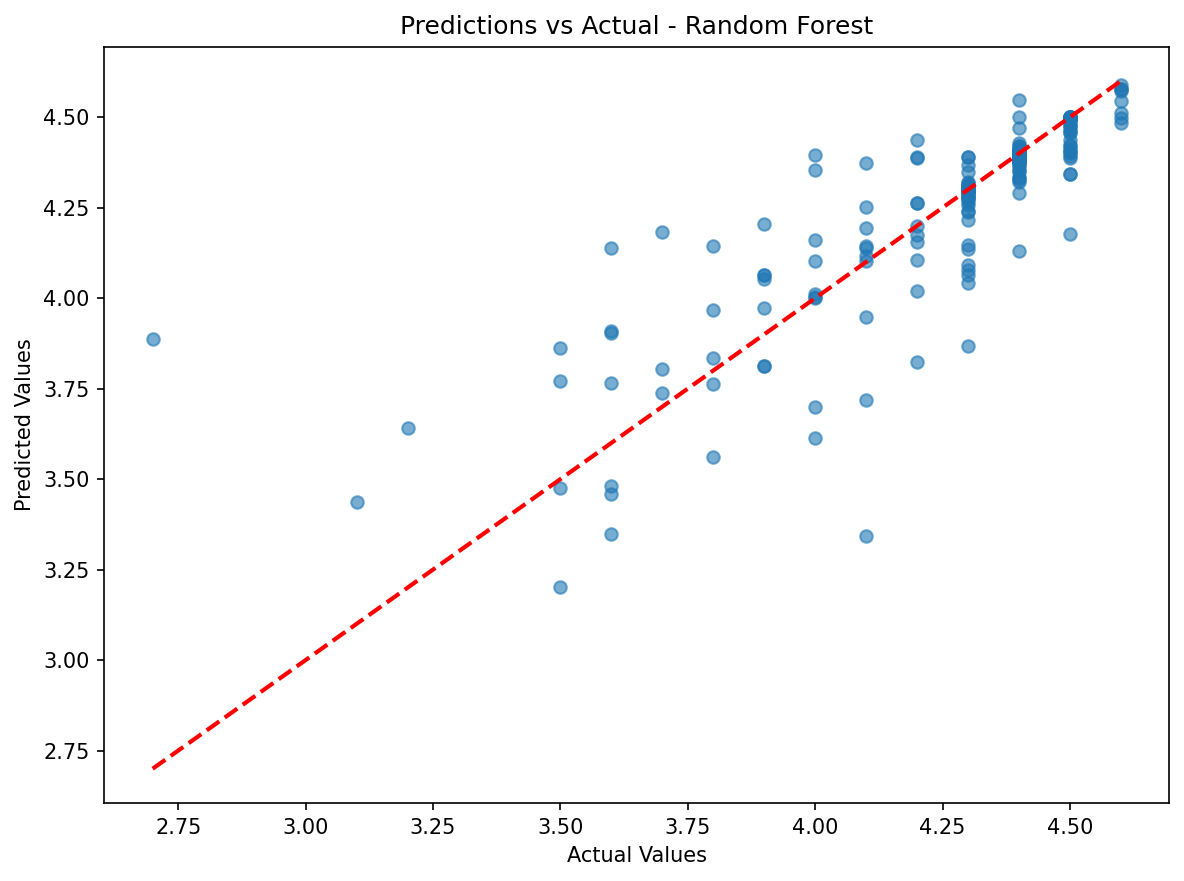 Predictions vs Actual - Random Forest
Predicted Values
4.50
4.25
4.00
3.75
3.50
3.25
3.00
2.75
2.75 3.00 3.25 3.50 3.75 4.00 4.25 4.50
Actual Values